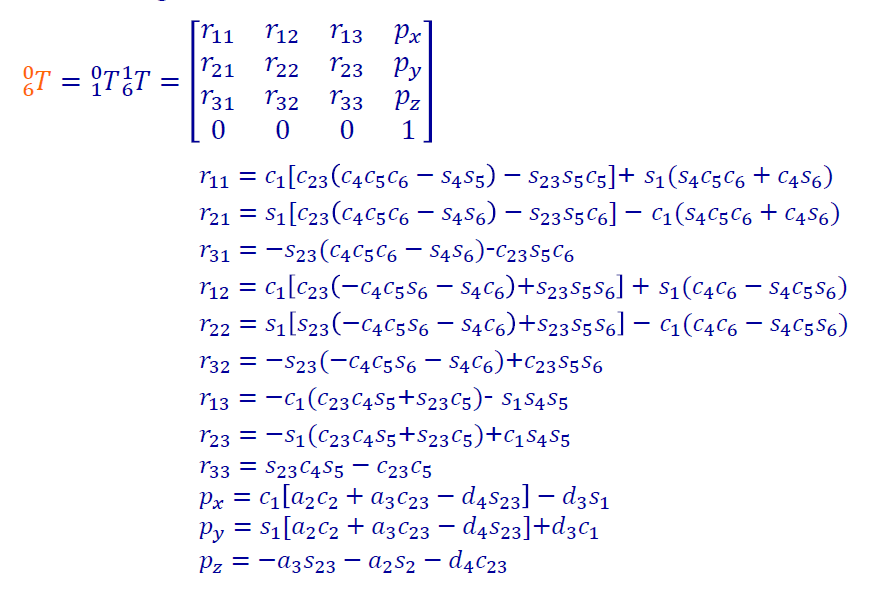 ⁰₆T = ⁰₁T¹₆T = [r₁₁ r₁₂ r₁₃ pₓ
r₂₁ r₂₂ r₂₃ p_y
r₃₁ r₃₂ r₃₃ p_z
0 0 0 1]
r₁₁ = c₁[c₂₃(c₄c₅c₆ − s₄s₅) − s₂₃s₅c₅]+ s₁(s₄c₅c₆ + c₄s₆)
r₂₁ = s₁[c₂₃(c₄c₅c₆ − s₄s₆) − s₂₃s₅c₆] − c₁(s₄c₅c₆ + c₄s₆)
r₃₁ = −s₂₃(c₄c₅c₆ − s₄s₆)-c₂₃s₅c₆
r₁₂ = c₁[c₂₃(−c₄c₅s₆ − s₄c₆)+s₂₃s₅s₆] + s₁(c₄c₆ − s₄c₅s₆)
r₂₂ = s₁[s₂₃(−c₄c₅s₆ − s₄c₆)+s₂₃s₅s₆] − c₁(c₄c₆ − s₄c₅s₆)
r₃₂ = −s₂₃(−c₄c₅s₆ − s₄c₆)+c₂₃s₅s₆
r₁₃ = −c₁(c₂₃c₄s₅+s₂₃c₅)- s₁s₄s₅
r₂₃ = −s₁(c₂₃c₄s₅+s₂₃c₅)+c₁s₄s₅
r₃₃ = s₂₃c₄s₅ − c₂₃c₅
pₓ = c₁[a₂c₂ + a₃c₂₃ − d₄s₂₃] − d₃s₁
p_y = s₁[a₂c₂ + a₃c₂₃ − d₄s₂₃]+d₃c₁
p_z = −a₃s₂₃ − a₂s₂ − d₄c₂₃